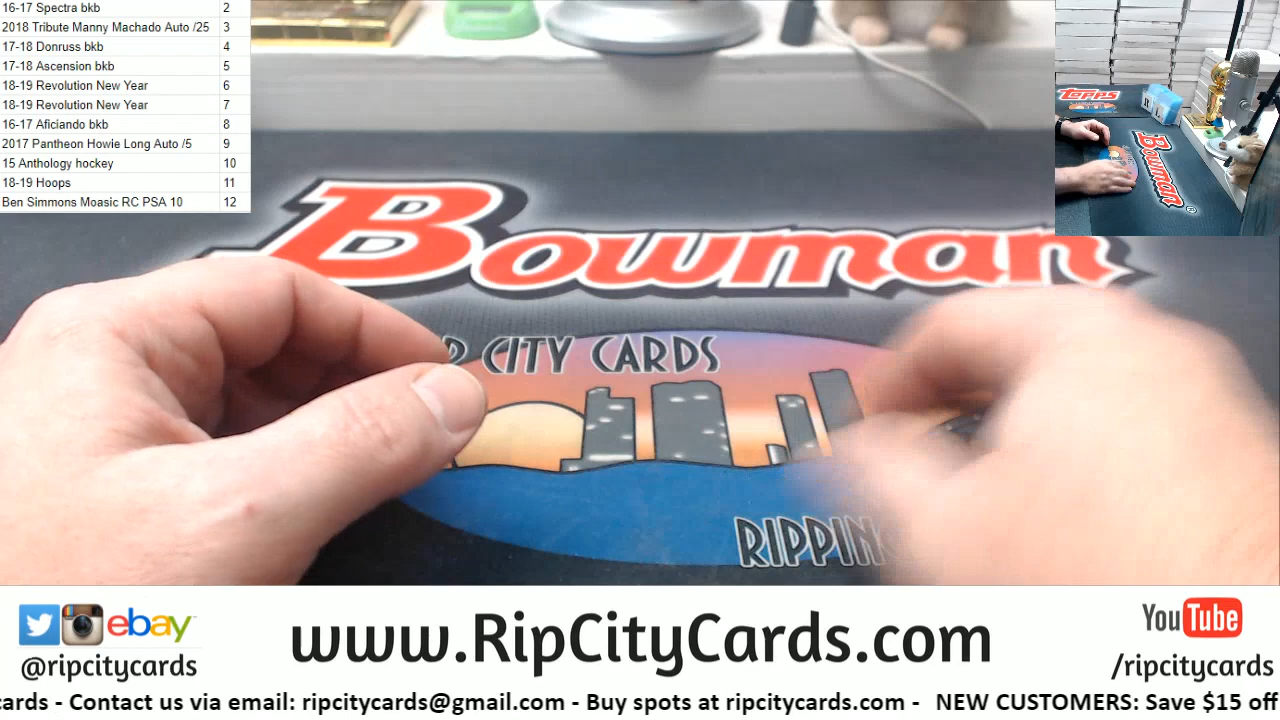 16-17 Spectra bkb 2
2018 Tribute Manny Machado Auto /25 3
17-18 Donruss bkb 4
17-18 Ascension bkb 5
18-19 Revolution New Year 6
18-19 Revolution New Year 7
16-17 Aficiando bkb 8
2017 Pantheon Howie Long Auto /5 9
15 Anthology hockey 10
18-19 Hoops 11
Ben Simmons Moasic RC PSA 10 12
TOPPS
Bowman
Bowman
CITY CARDS
RIPPIN
ebay
@ripcitycards
www.RipCityCards.com
YouTube
/ripcitycards
cards - Contact us via email: ripcitycards@gmail.com - Buy spots at ripcitycards.com - NEW CUSTOMERS: Save $15 off